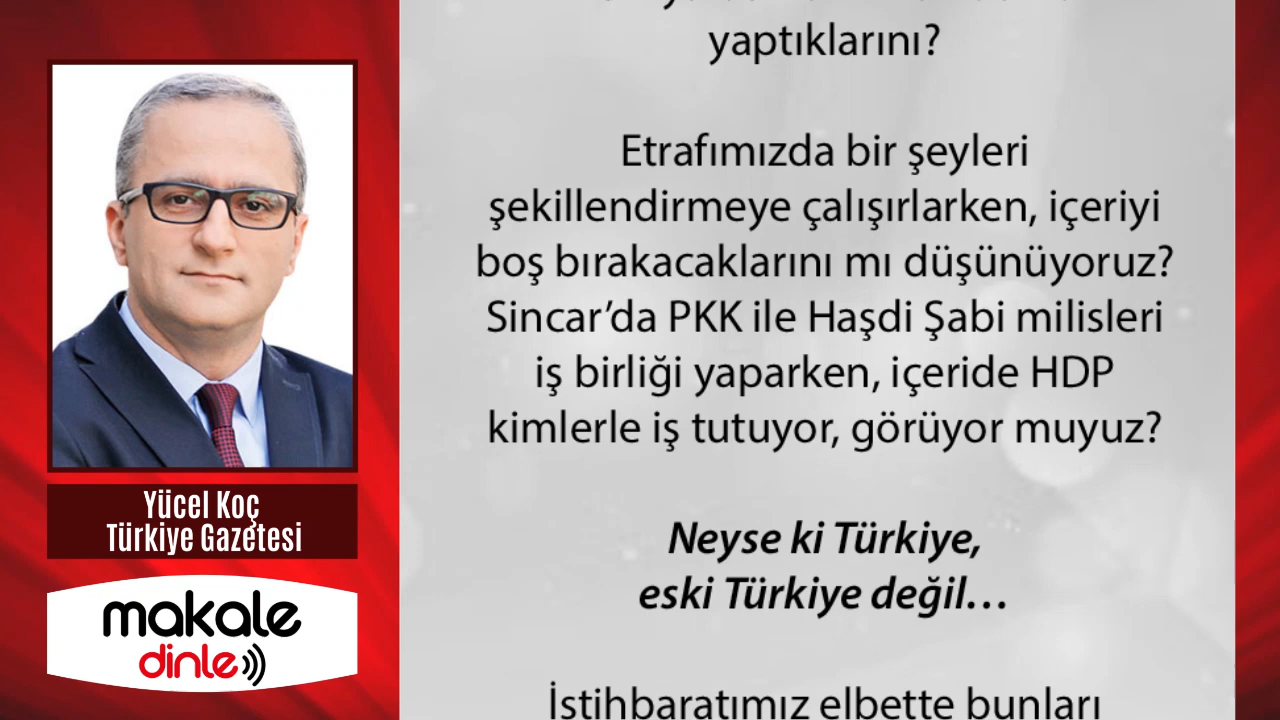 yaptıklarını?
Etrafımızda bir şeyleri
şekillendirmeye çalışırlarken, içeriyi
boş bırakacaklarını mı düşünüyoruz?
Sincar’da PKK ile Haşdi Şabi milisleri
iş birliği yaparken, içeride HDP
kimlerle iş tutuyor, görüyor muyuz?
Neyse ki Türkiye,
eski Türkiye değil…
İstihbaratımız elbette bunları
Yücel Koç
Türkiye Gazetesi
makale
dinle